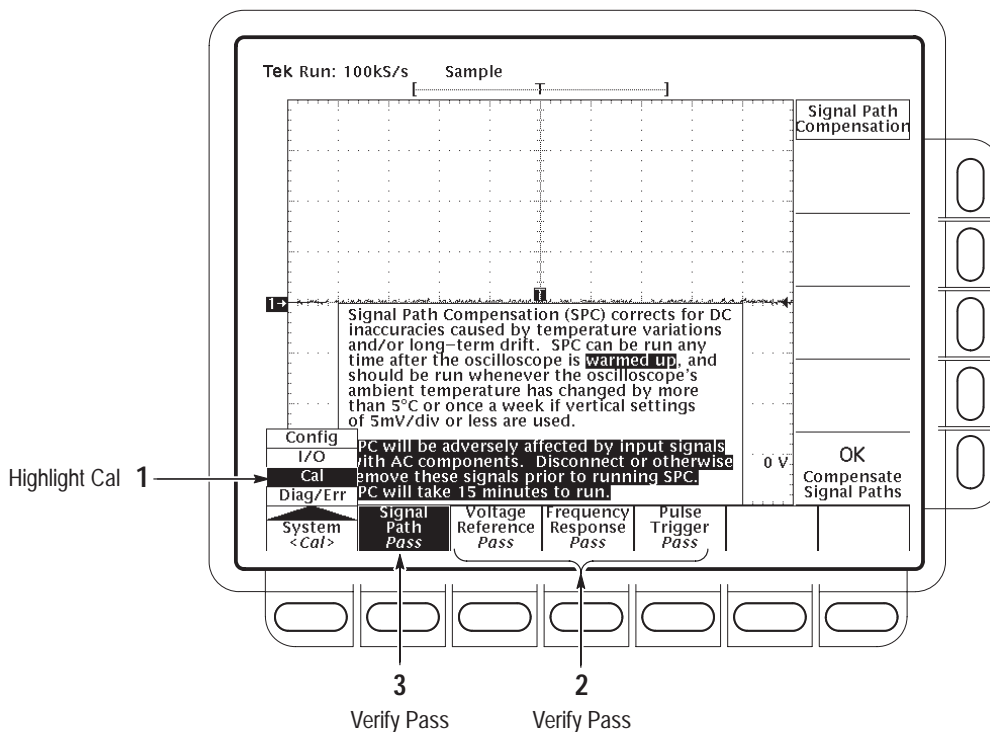 Tek Run: 100kS/s Sample
[ T ]
Signal Path
Compensation
T
1→
Signal Path Compensation (SPC) corrects for DC
inaccuracies caused by temperature variations
and/or long–term drift. SPC can be run any
time after the oscilloscope is warmed up, and
should be run whenever the oscilloscope's
ambient temperature has changed by more
than 5°C or once a week if vertical settings
of 5mV/div or less are used.
PC will be adversely affected by input signals
ith AC components. Disconnect or otherwise
emove these signals prior to running SPC.
PC will take 15 minutes to run.
0 V
OK
Compensate
Signal Paths
Config
I/O
Cal
Diag/Err
Highlight Cal 1
System
<Cal>
Signal
Path
Pass
Voltage
Reference
Pass
Frequency
Response
Pass
Pulse
Trigger
Pass
3
Verify Pass
2
Verify Pass